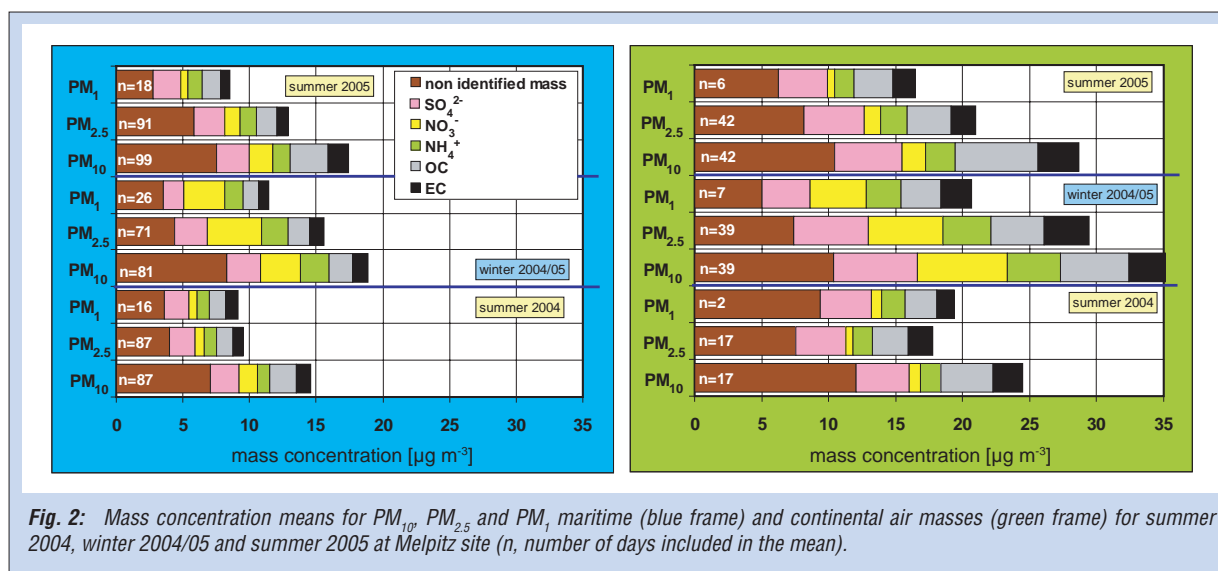 PM1 n=18 summer 2005
PM2.5 n=91
PM10 n=99
PM1 n=26
PM2.5 n=71
PM10 n=81 winter 2004/05
PM1 n=16 summer 2004
PM2.5 n=87
PM10 n=87
non identified mass
SO4 2-
NO3 -
NH4 +
OC
EC
0 5 10 15 20 25 30 35
mass concentration [µg m-3]
PM1 n=6 summer 2005
PM2.5 n=42
PM10 n=42
PM1 n=7 winter 2004/05
PM2.5 n=39
PM10 n=39
PM1 n=2 summer 2004
PM2.5 n=17
PM10 n=17
0 5 10 15 20 25 30 35
mass concentration [µg m-3]
Fig. 2: Mass concentration means for PM10, PM2.5 and PM1 maritime (blue frame) and continental air masses (green frame) for summer
2004, winter 2004/05 and summer 2005 at Melpitz site (n, number of days included in the mean).